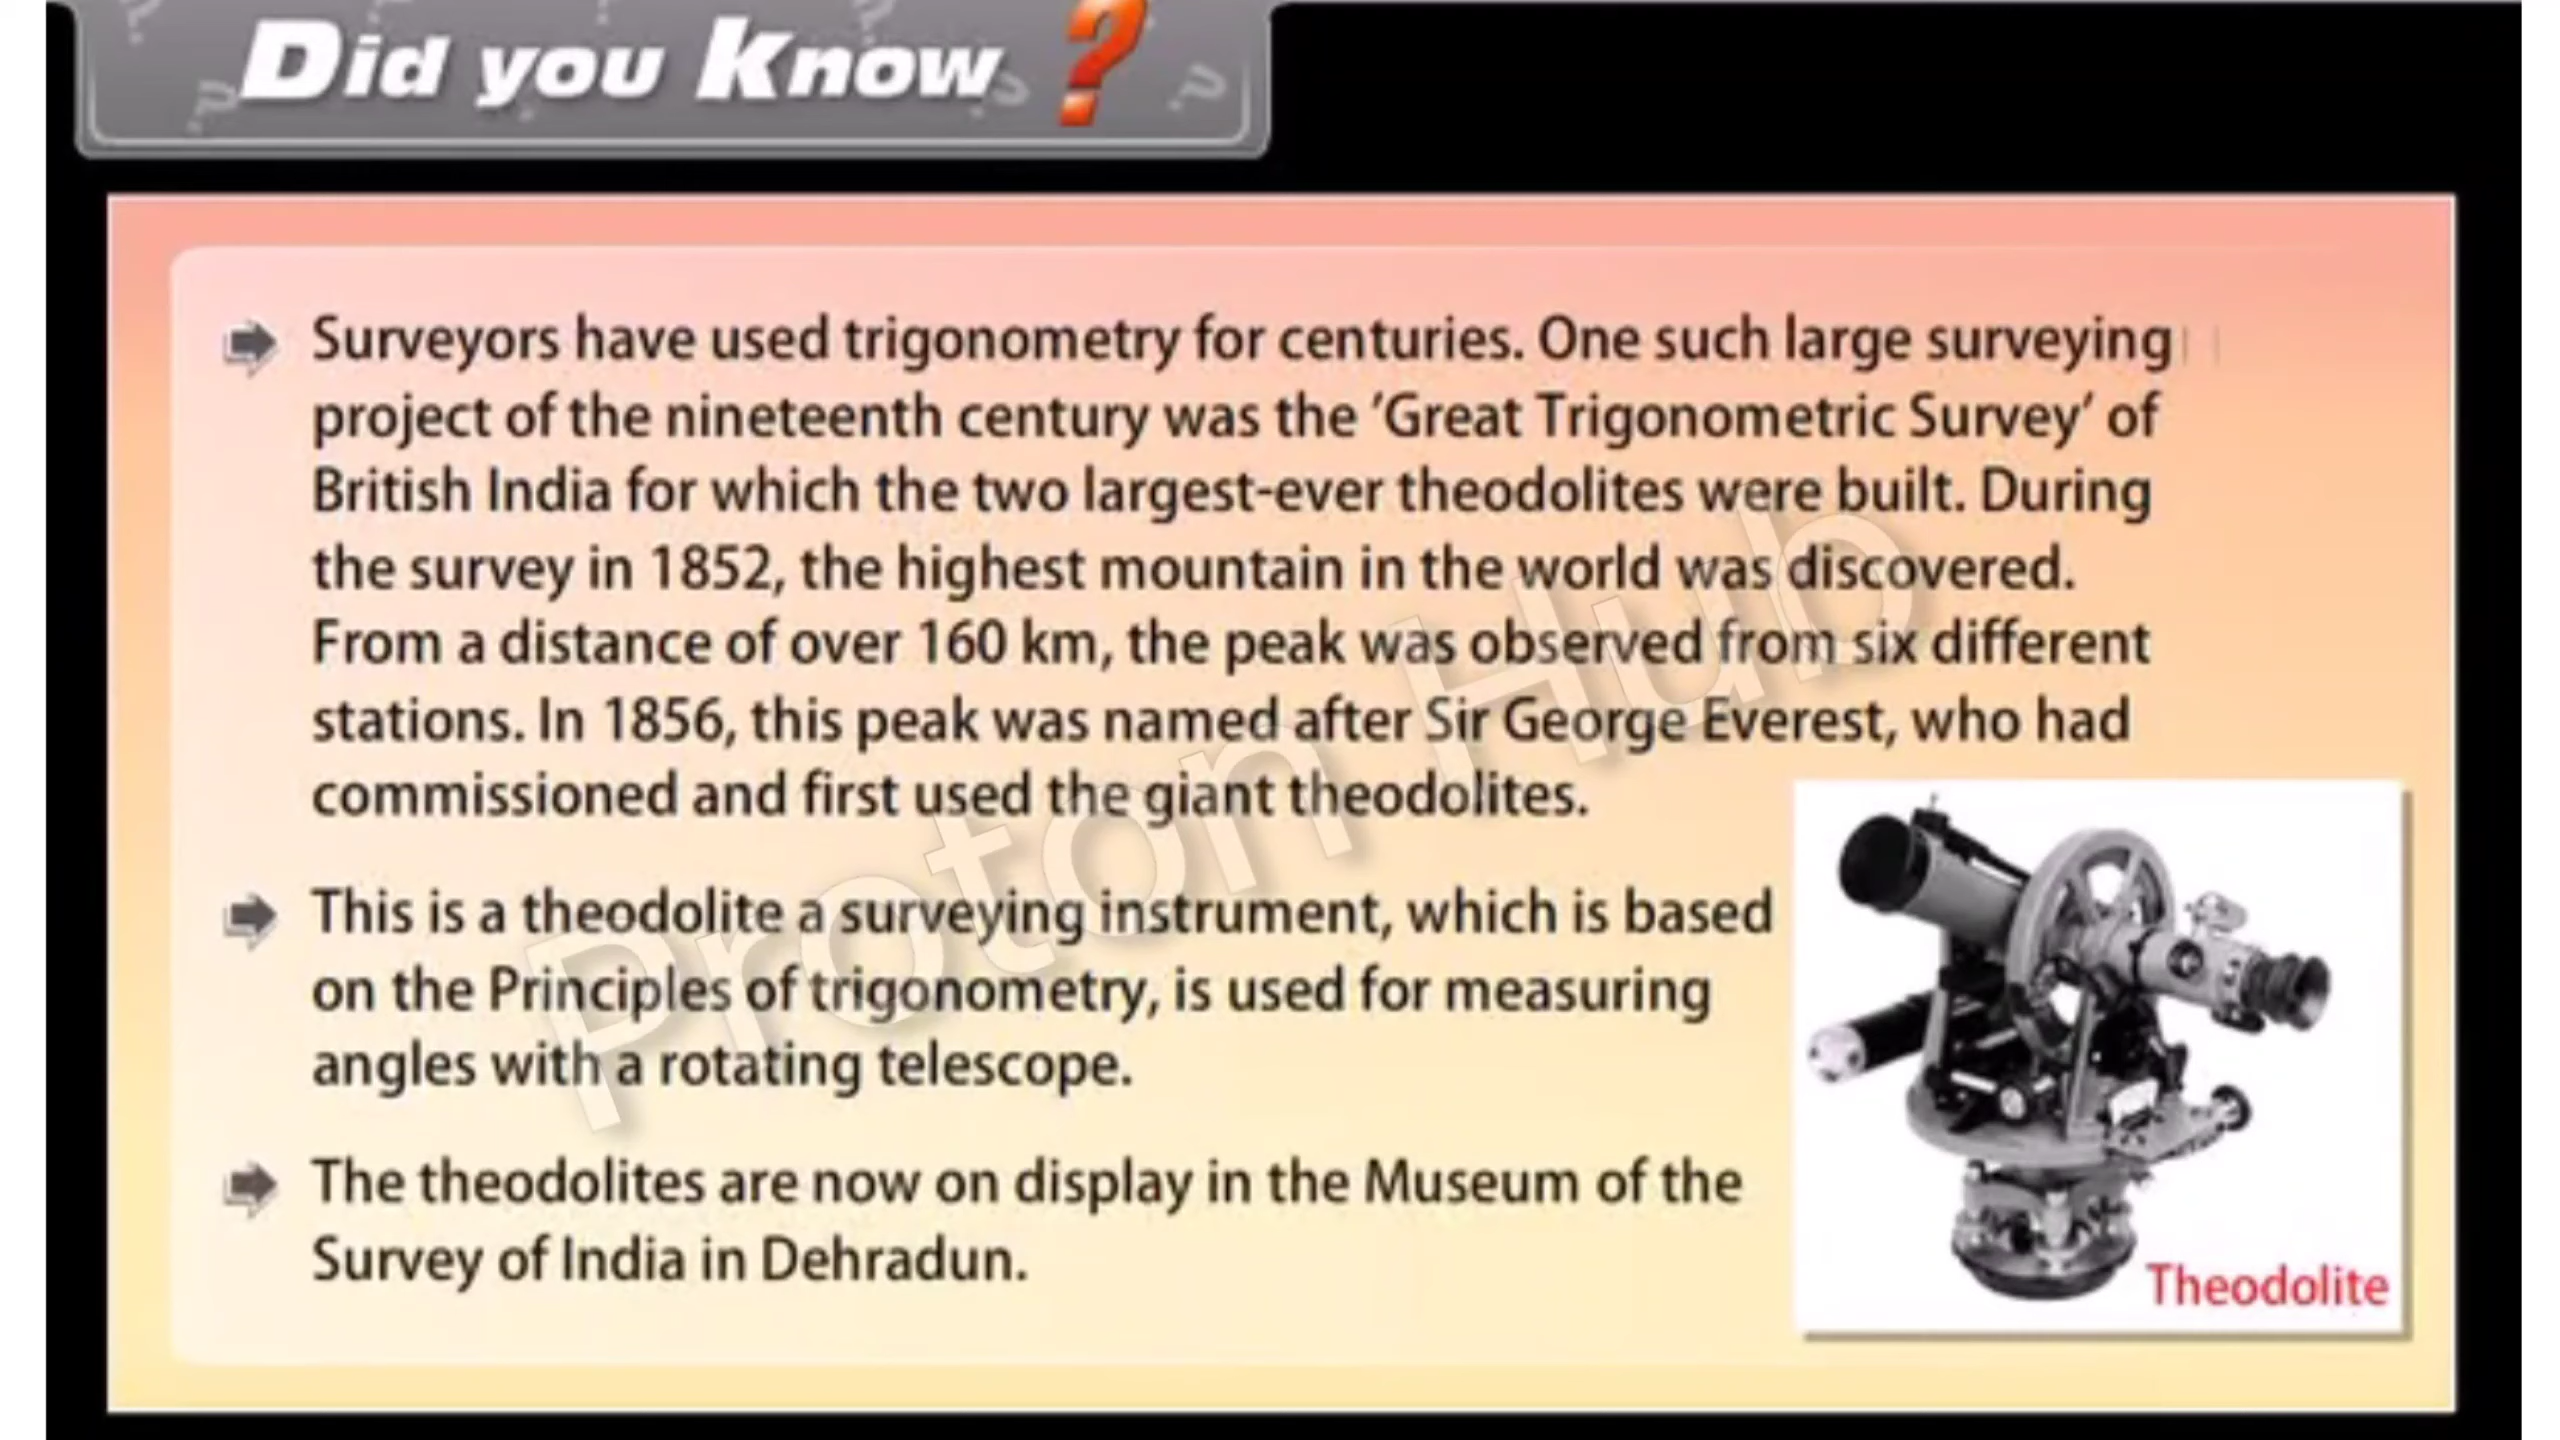 Did you Know ?
Surveyors have used trigonometry for centuries. One such large surveying
project of the nineteenth century was the ‘Great Trigonometric Survey’ of
British India for which the two largest-ever theodolites were built. During
the survey in 1852, the highest mountain in the world was discovered.
From a distance of over 160 km, the peak was observed from six different
stations. In 1856, this peak was named after Sir George Everest, who had
commissioned and first used the giant theodolites.
This is a theodolite a surveying instrument, which is based
on the Principles of trigonometry, is used for measuring
angles with a rotating telescope.
The theodolites are now on display in the Museum of the
Survey of India in Dehradun.
Theodolite
Proton Hub